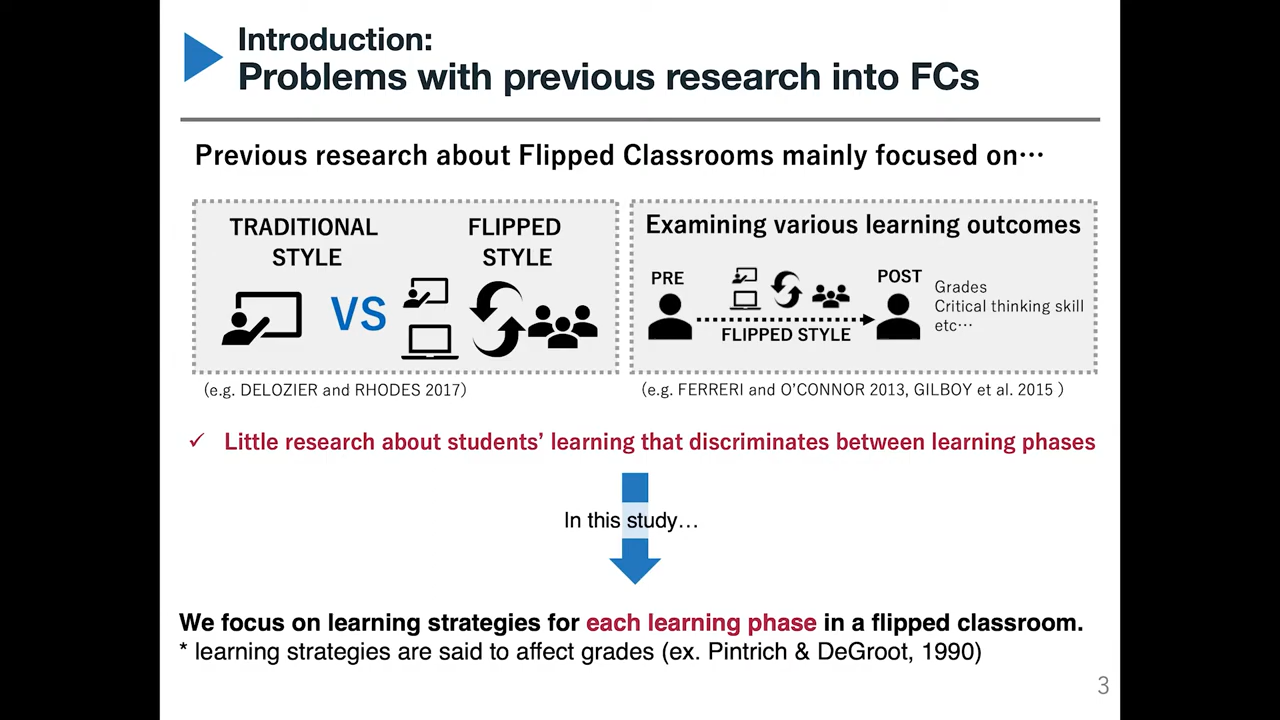 Introduction:
Problems with previous research into FCs
Previous research about Flipped Classrooms mainly focused on⋯
TRADITIONAL
STYLE
VS
FLIPPED
STYLE
(e.g. DELOZIER and RHODES 2017)
Examining various learning outcomes
PRE
FLIPPED STYLE
POST
Grades
Critical thinking skill
etc⋯
(e.g. FERRERI and O'CONNOR 2013, GILBOY et al. 2015 )
✓ Little research about students' learning that discriminates between learning phases
In this study…
We focus on learning strategies for each learning phase in a flipped classroom.
* learning strategies are said to affect grades (ex. Pintrich & DeGroot, 1990)
3